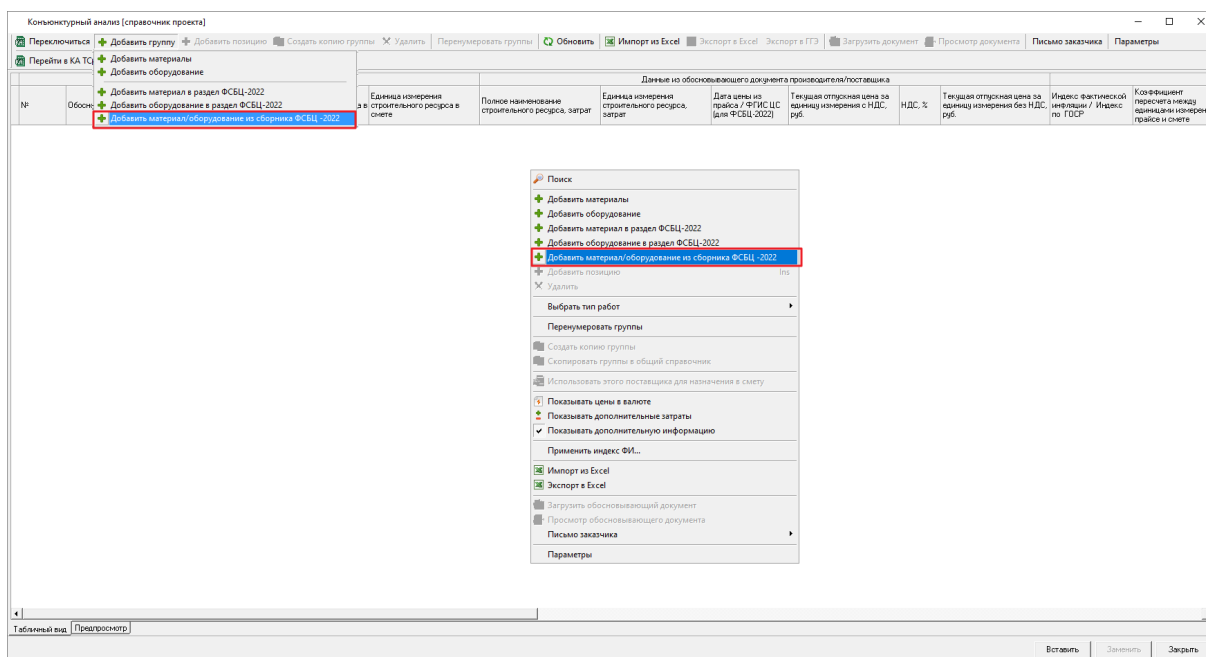 Конъюнктурный анализ [справочник проекта]
Переключиться Добавить группу Добавить позицию Создать копию группы Удалить Перенумеровать группы Обновить Импорт из Excel Экспорт в Excel Экспорт в ГГЭ Загрузить документ Просмотр документа Письмо заказчика Параметры
Перейти в КА
Добавить материалы
Добавить оборудование
Добавить материал в раздел ФСБЦ-2022
Добавить оборудование в раздел ФСБЦ-2022
Добавить материал/оборудование из сборника ФСБЦ -2022
Данные из обосновывающего документа производителя/поставщика
№
Единица измерения
строительного ресурса в
смете
Полное наименование
строительного ресурса, затрат
Единица измерения
строительного ресурса,
затрат
Дата цены из
прайса / ФГИС ЦС
(для ФСБЦ-2022)
Текущая отпускная цена за
единицу измерения с НДС,
руб.
НДС, %
Текущая отпускная цена за
единицу измерения без НДС,
руб.
Индекс фактической
инфляции / Индекс
по ГОСР
Коэффициент
пересчета между
единицами измерен
прайсе и смете
Поиск
Добавить материалы
Добавить оборудование
Добавить материал в раздел ФСБЦ-2022
Добавить оборудование в раздел ФСБЦ-2022
Добавить материал/оборудование из сборника ФСБЦ -2022
Добавить позицию Ins
Удалить
Выбрать тип работ
Перенумеровать группы
Создать копию группы
Скопировать группы в общий справочник
Использовать этого поставщика для назначения в смету
Показывать цены в валюте
Показывать дополнительные затраты
Показывать дополнительную информацию
Применить индекс ФИ...
Импорт из Excel
Экспорт в Excel
Загрузить обосновывающий документ
Просмотр обосновывающего документа
Письмо заказчика
Параметры
Табличный вид Предпросмотр
Вставить Заменить Закрыть